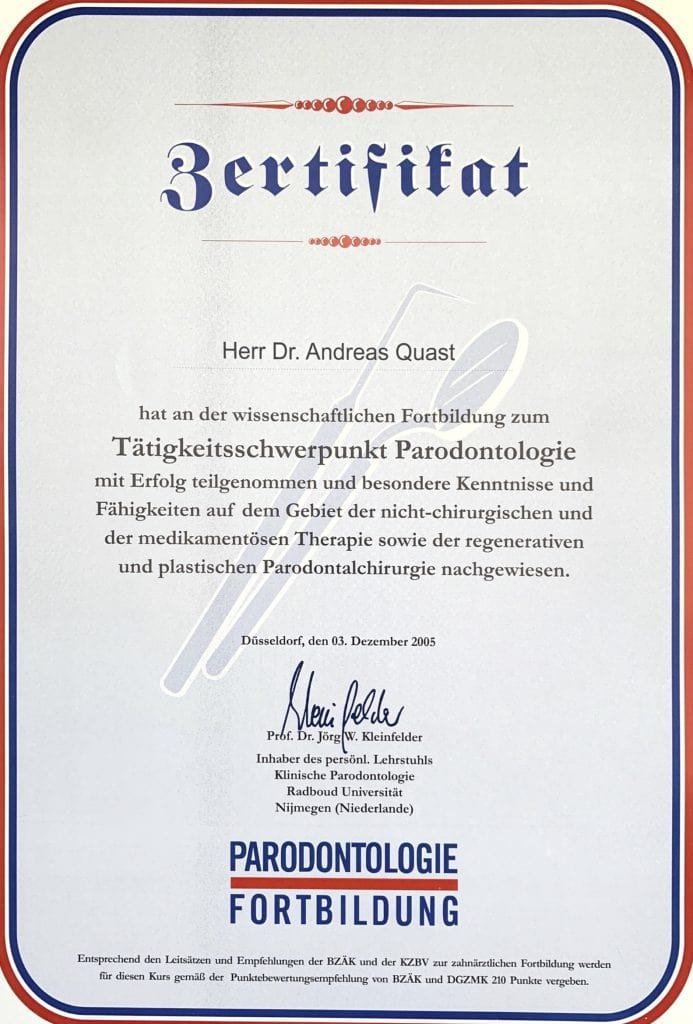 Zertifikat
Herr Dr. Andreas Quast
hat an der wissenschaftlichen Fortbildung zum
Tätigkeitsschwerpunkt Parodontologie
mit Erfolg teilgenommen und besondere Kenntnisse und
Fähigkeiten auf dem Gebiet der nicht-chirurgischen und
der medikamentösen Therapie sowie der regenerativen
und plastischen Parodontalchirurgie nachgewiesen.
Düsseldorf, den 03. Dezember 2005
Kleinfelder
Prof. Dr. Jörg W. Kleinfelder
Inhaber des persönl. Lehrstuhls
Klinische Parodontologie
Radboud Universität
Nijmegen (Niederlande)
PARODONTOLOGIE
FORTBILDUNG
Entsprechend den Leitsätzen und Empfehlungen der BZÄK und der KZBV zur zahnärztlichen Fortbildung werden
für diesen Kurs gemäß der Punktebewertungsempfehlung von BZÄK und DGZMK 210 Punkte vergeben.